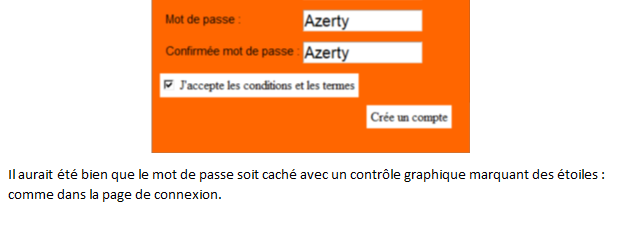 Mot de passe : Azerty
Confirmée mot de passe : Azerty
J'accepte les conditions et les termes
Crée un compte
Il aurait été bien que le mot de passe soit caché avec un contrôle graphique marquant des étoiles :
comme dans la page de connexion.